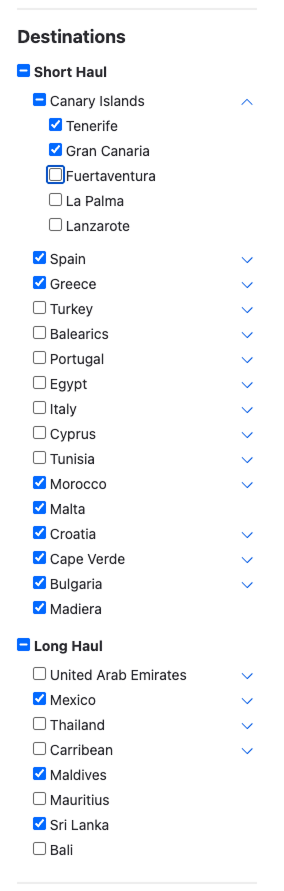 Destinations
Short Haul
Canary Islands
Tenerife
Gran Canaria
Fuertaventura
La Palma
Lanzarote
Spain
Greece
Turkey
Balearics
Portugal
Egypt
Italy
Cyprus
Tunisia
Morocco
Malta
Croatia
Cape Verde
Bulgaria
Madiera
Long Haul
United Arab Emirates
Mexico
Thailand
Carribean
Maldives
Mauritius
Sri Lanka
Bali